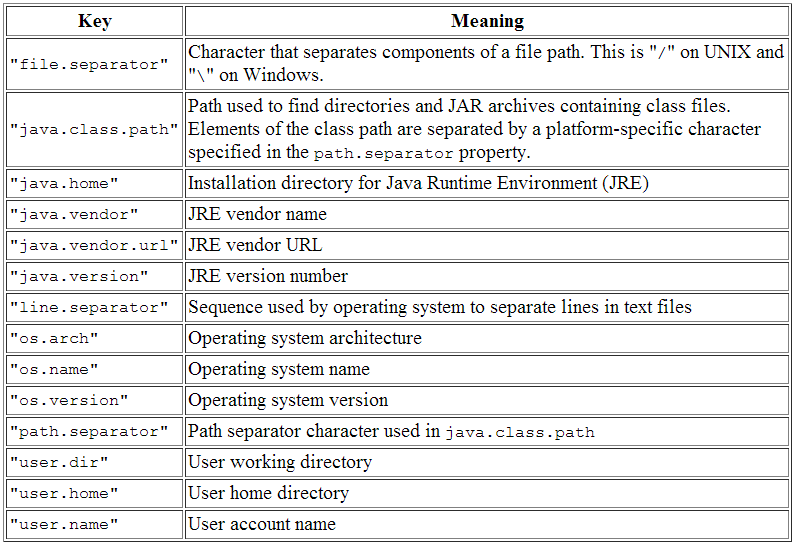 Key Meaning
"file.separator" Character that separates components of a file path. This is "/" on UNIX and
"\" on Windows.
"java.class.path" Path used to find directories and JAR archives containing class files.
Elements of the class path are separated by a platform-specific character
specified in the path.separator property.
"java.home" Installation directory for Java Runtime Environment (JRE)
"java.vendor" JRE vendor name
"java.vendor.url" JRE vendor URL
"java.version" JRE version number
"line.separator" Sequence used by operating system to separate lines in text files
"os.arch" Operating system architecture
"os.name" Operating system name
"os.version" Operating system version
"path.separator" Path separator character used in java.class.path
"user.dir" User working directory
"user.home" User home directory
"user.name" User account name